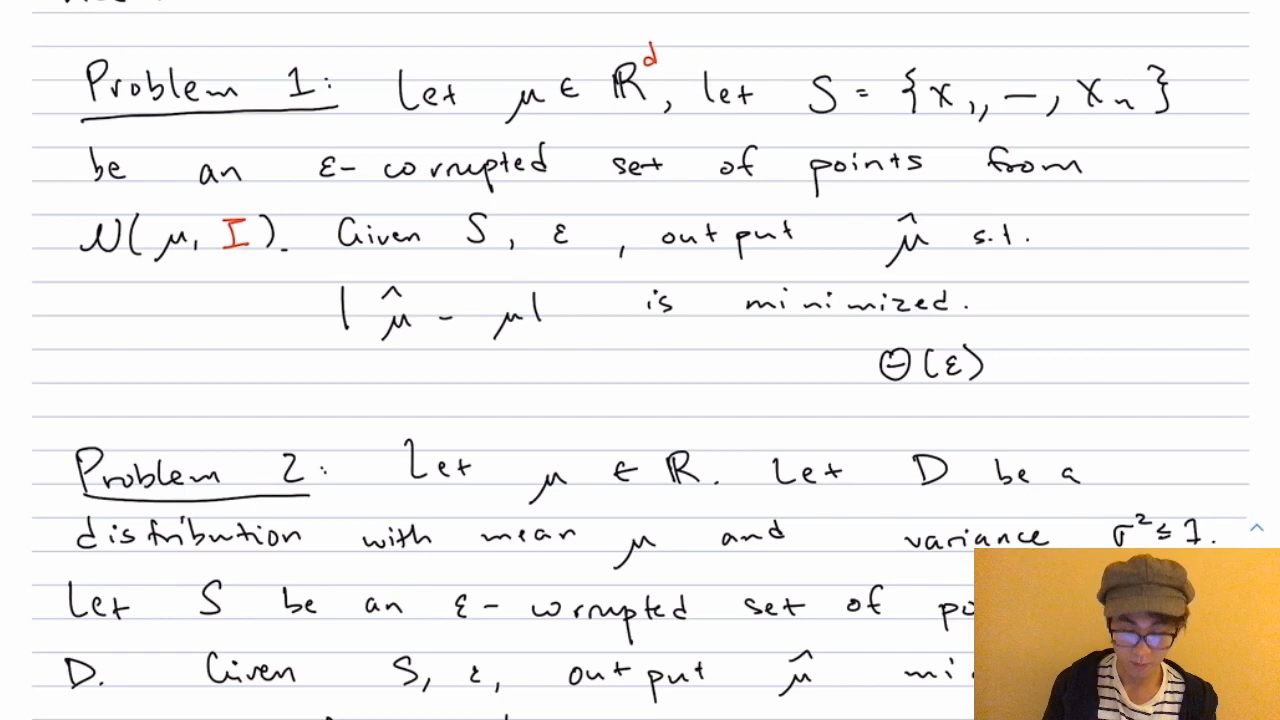 Problem 1: Let μ ∈ ℝ^d, let S = {X₁, –, Xₙ}
be an ε-corrupted set of points from
N(μ, I). Given S, ε, output μ̂ s.t.
|μ̂ - μ| is minimized.
Θ(ε)
Problem 2: Let μ ∈ ℝ. Let D be a
distribution with mean μ and variance σ² ≤ 1.
Let S be an ε-corrupted set of po
D. Given S, ε, output μ̂ mi